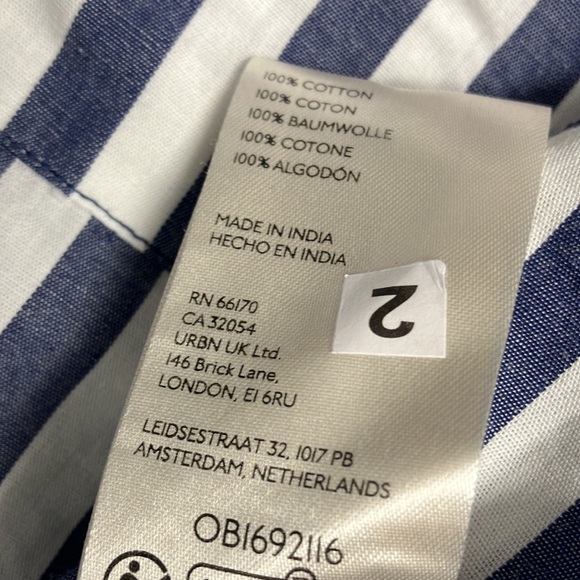 100% COTTON
100% COTON
100% BAUMWOLLE
100% COTONE
100% ALGODÓN
MADE IN INDIA
HECHO EN INDIA
2
RN 66170
CA 32054
URBN UK Ltd.
146 Brick Lane,
LONDON, E1 6RU
LEIDSESTRAAT 32, 1017 PB
AMSTERDAM, NETHERLANDS
OB1692116